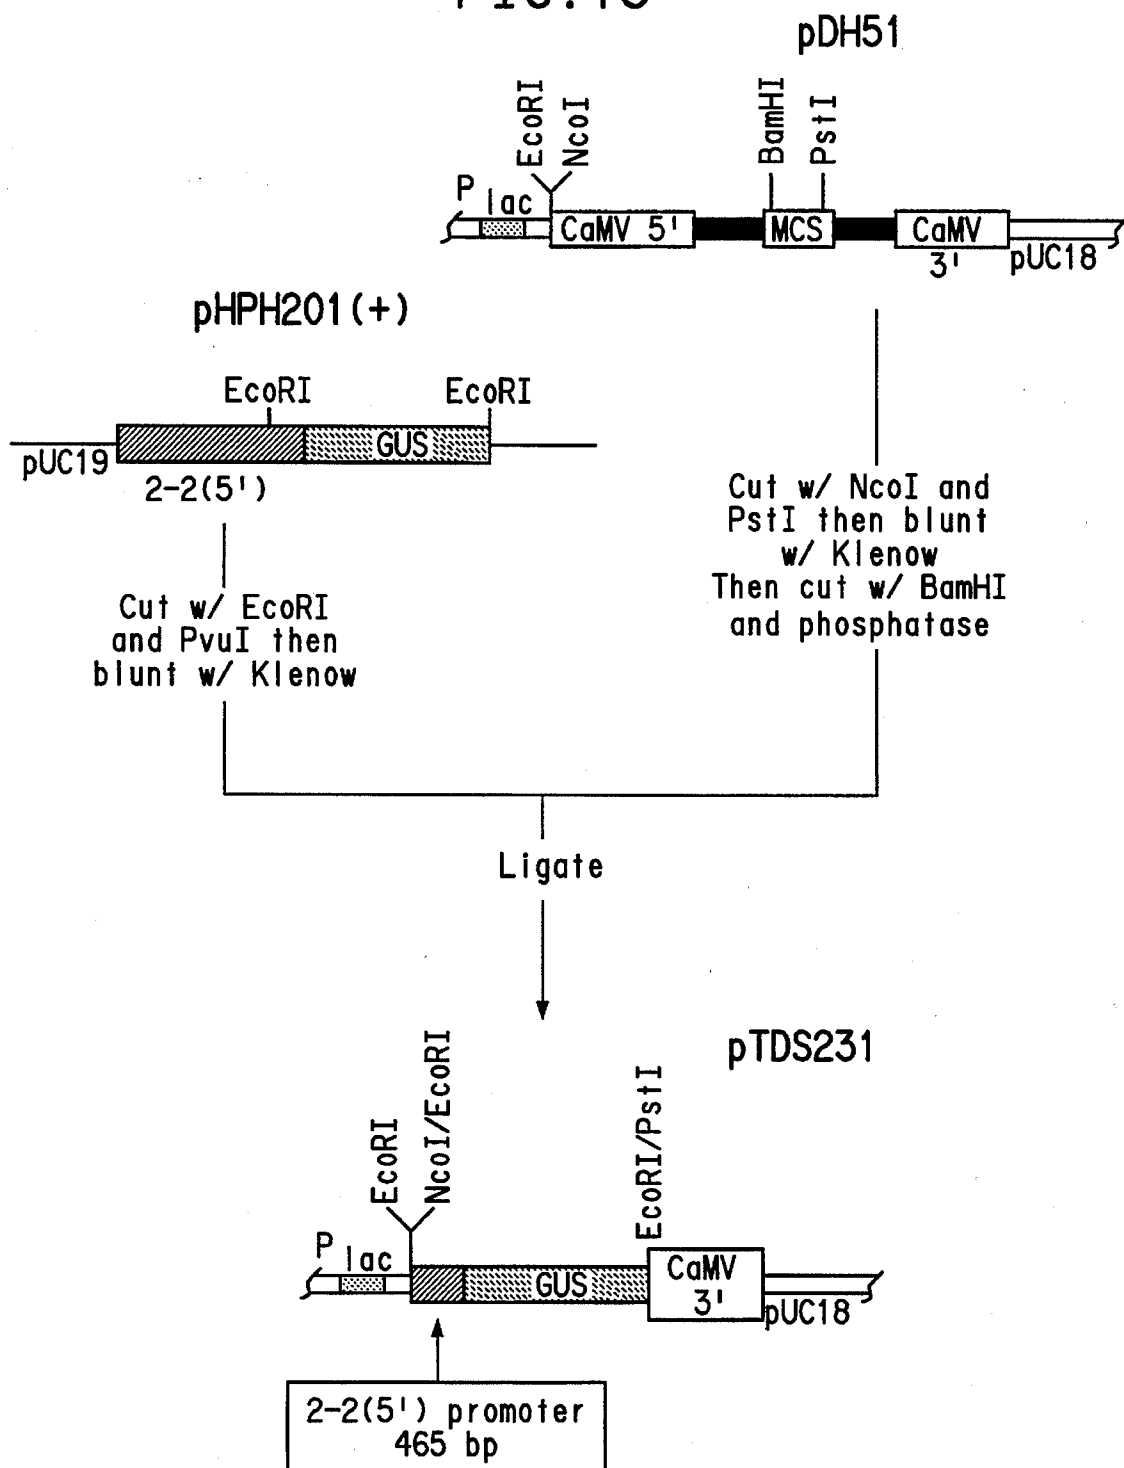 pDH51
EcoRI
NcoI
BamHI
PstI
P lac
CaMV 5'
MCS
CaMV
3'
pUC18
pHPH201(+)
EcoRI
EcoRI
pUC19
GUS
2-2(5')
Cut w/ NcoI and
PstI then blunt
w/ Klenow
Then cut w/ BamHI
and phosphatase
Cut w/ EcoRI
and PvuI then
blunt w/ Klenow
Ligate
pTDS231
EcoRI
NcoI/EcoRI
EcoRI/PstI
P lac
GUS
CaMV
3'
pUC18
2-2(5') promoter
465 bp